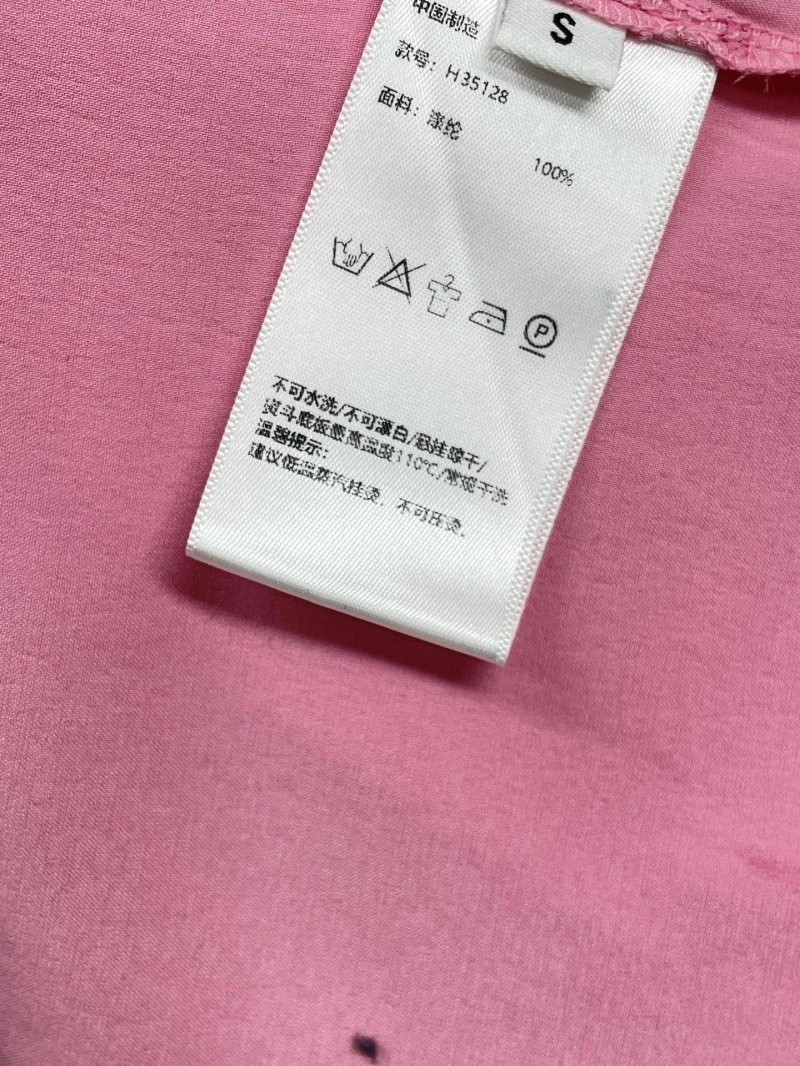 中国制造
S
款号：H35128
面料：涤纶
100%
P
不可水洗/不可漂白/悬挂晾干/
熨斗底板最高温度110℃/常规干洗
温馨提示：
建议低温蒸汽挂烫，不可压烫。